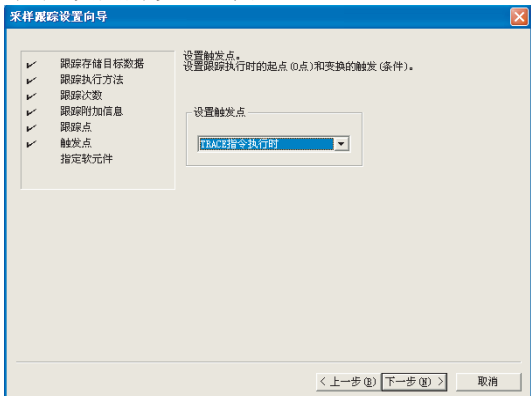 采样跟踪设置向导
跟踪存储目标数据
跟踪执行方法
跟踪次数
跟踪附加信息
跟踪点
触发点
指定软元件
设置触发点。
设置跟踪执行时的起点(0点)和变换的触发(条件)。
设置触发点
TRACE指令执行时
< 上一步(B)
下一步(N) >
取消